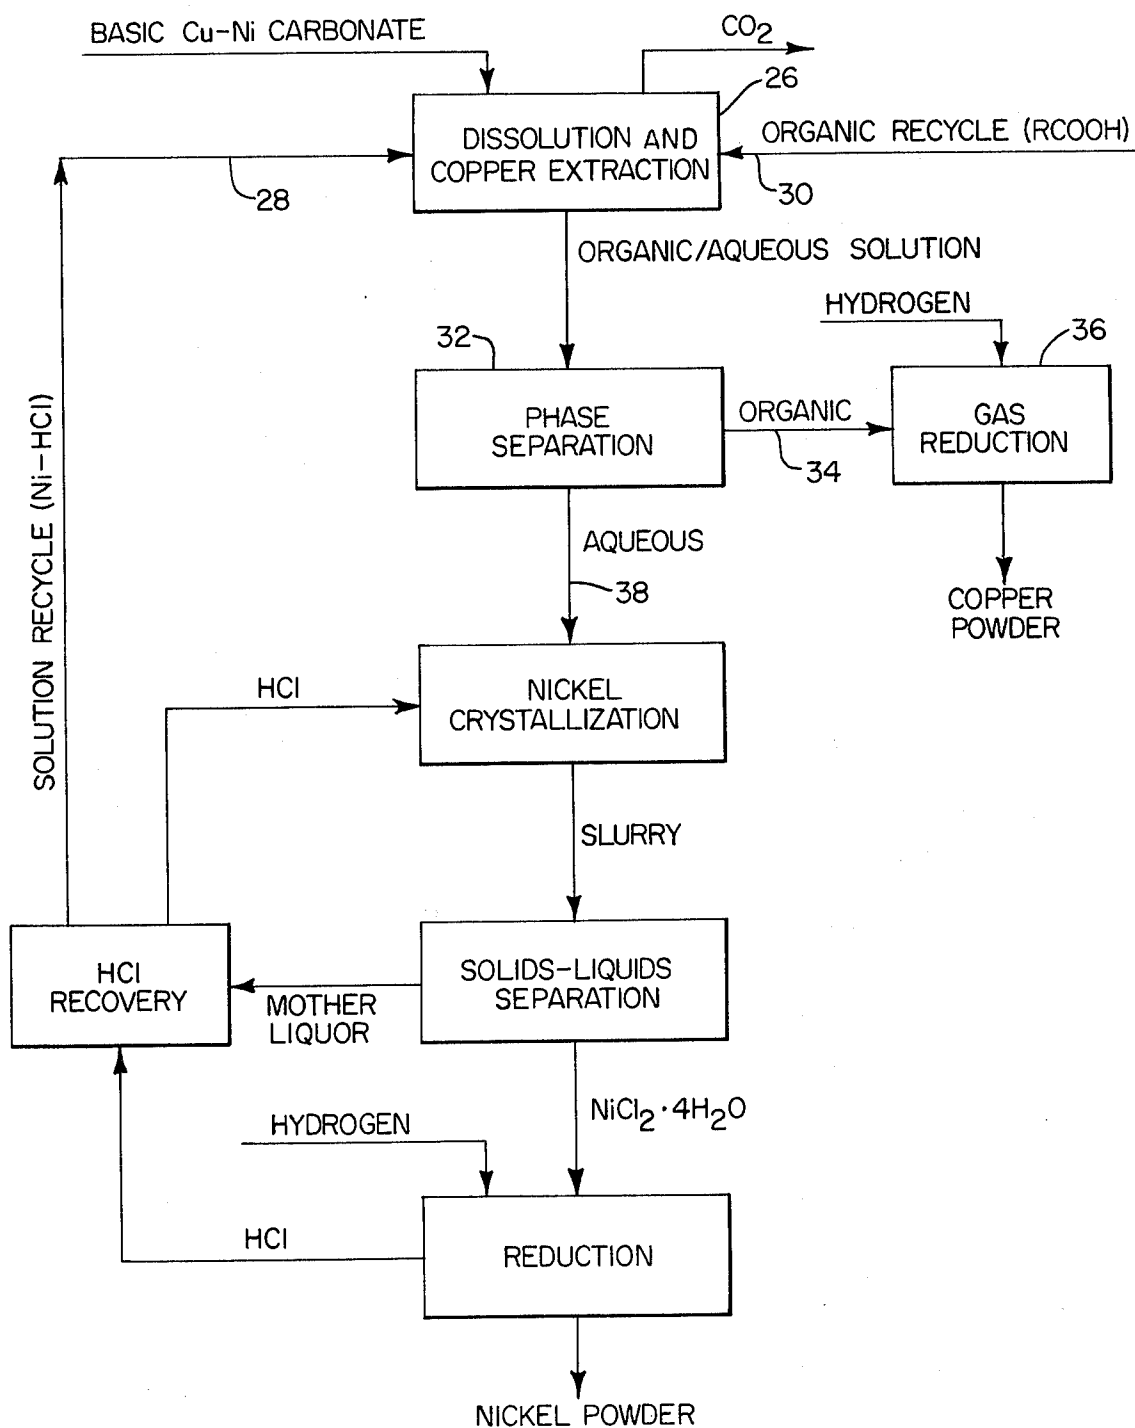 BASIC Cu-Ni CARBONATE
CO2
26
DISSOLUTION AND
COPPER EXTRACTION
ORGANIC RECYCLE (RCOOH)
28
30
ORGANIC/AQUEOUS SOLUTION
HYDROGEN
32
36
PHASE
SEPARATION
ORGANIC
34
GAS
REDUCTION
SOLUTION RECYCLE (Ni-HCl)
AQUEOUS
38
COPPER
POWDER
HCl
NICKEL
CRYSTALLIZATION
SLURRY
HCl
RECOVERY
MOTHER
LIQUOR
SOLIDS-LIQUIDS
SEPARATION
NiCl2·4H2O
HYDROGEN
HCl
REDUCTION
NICKEL POWDER